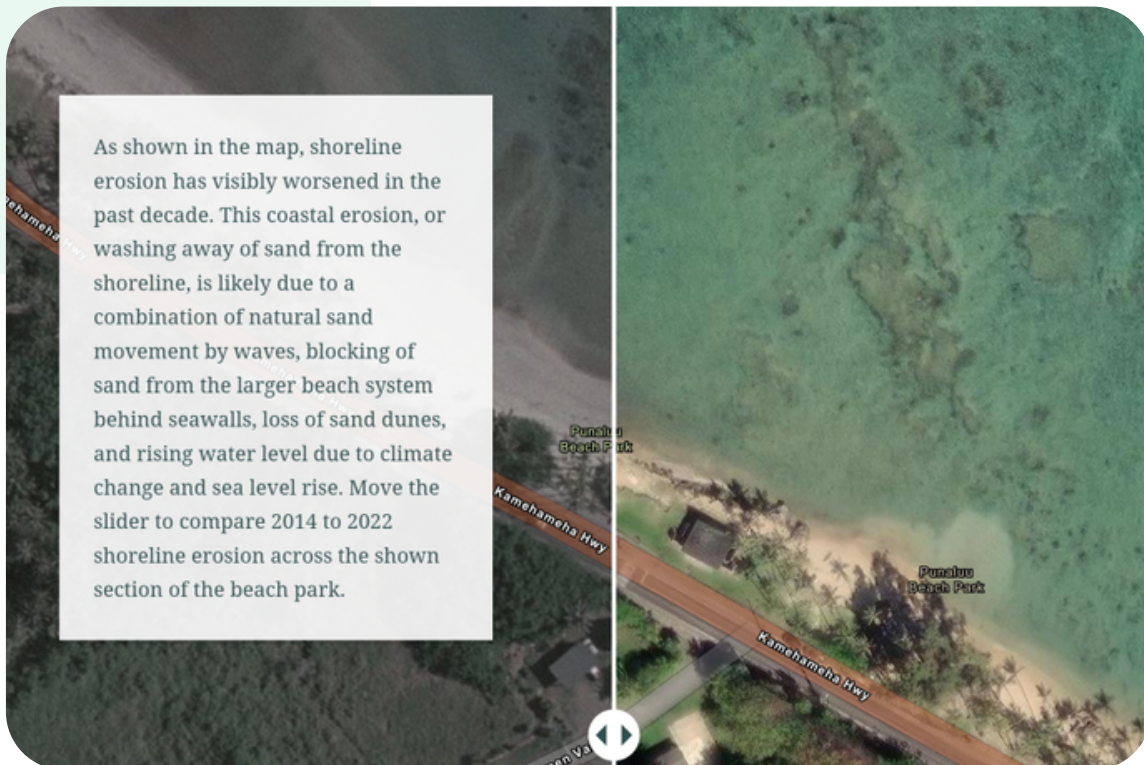 As shown in the map, shoreline
erosion has visibly worsened in the
past decade. This coastal erosion, or
washing away of sand from the
shoreline, is likely due to a
combination of natural sand
movement by waves, blocking of
sand from the larger beach system
behind seawalls, loss of sand dunes,
and rising water level due to climate
change and sea level rise. Move the
slider to compare 2014 to 2022
shoreline erosion across the shown
section of the beach park.
Punaluu
Beach Park
Kamehameha Hwy
Punaluu
Beach Park
Kamehameha Hwy